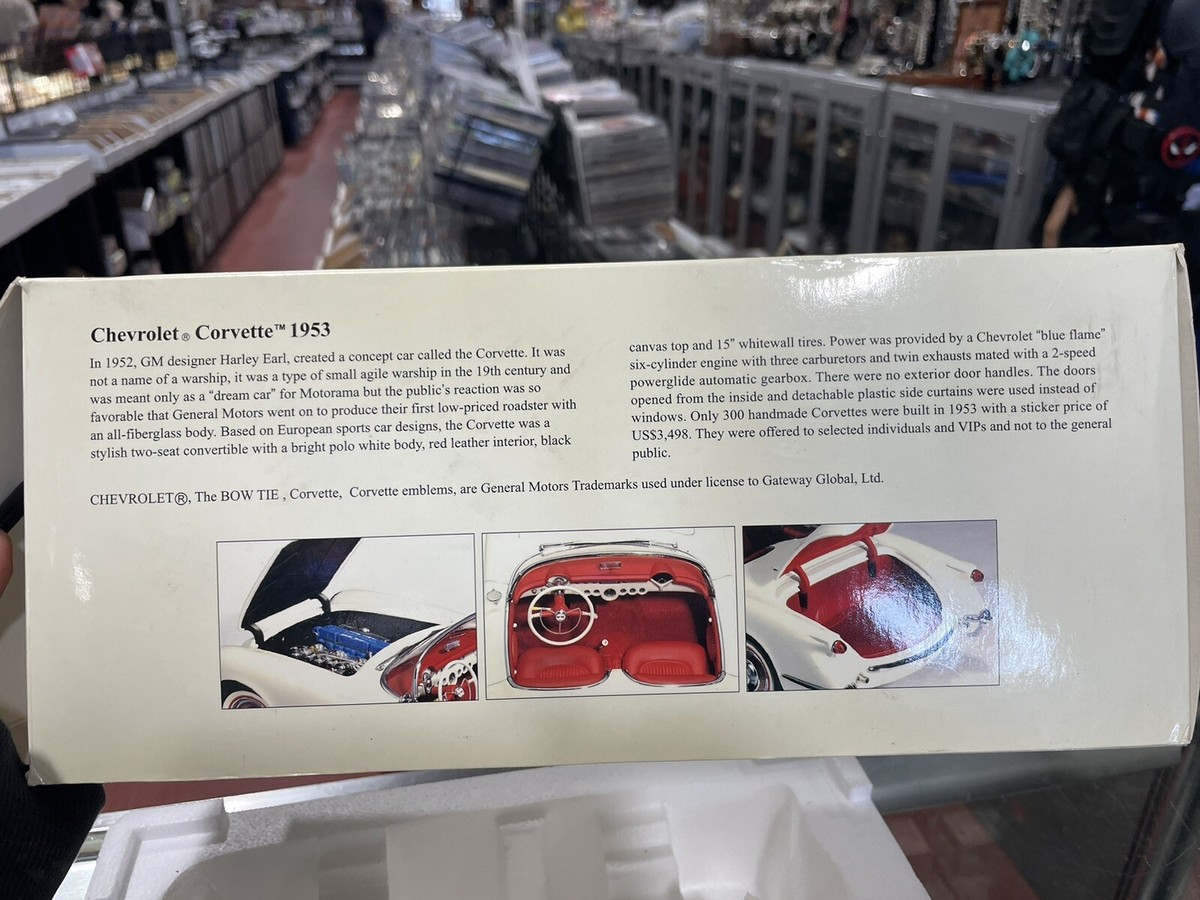 Chevrolet® Corvette™ 1953
In 1952, GM designer Harley Earl, created a concept car called the Corvette. It was
not a name of a warship, it was a type of small agile warship in the 19th century and
was meant only as a “dream car” for Motorama but the public's reaction was so
favorable that General Motors went on to produce their first low-priced roadster with
an all-fiberglass body. Based on European sports car designs, the Corvette was a
stylish two-seat convertible with a bright polo white body, red leather interior, black
canvas top and 15” whitewall tires. Power was provided by a Chevrolet “blue flame”
six-cylinder engine with three carburetors and twin exhausts mated with a 2-speed
powerglide automatic gearbox. There were no exterior door handles. The doors
opened from the inside and detachable plastic side curtains were used instead of
windows. Only 300 handmade Corvettes were built in 1953 with a sticker price of
US$3,498. They were offered to selected individuals and VIPs and not to the general
public.
CHEVROLET®, The BOW TIE , Corvette, Corvette emblems, are General Motors Trademarks used under license to Gateway Global, Ltd.